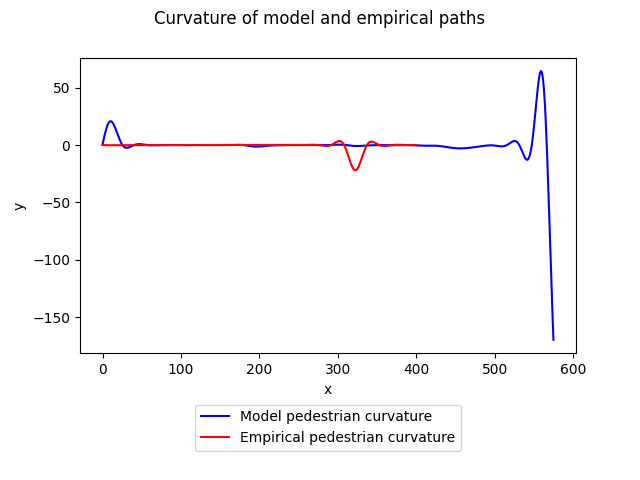 Curvature of model and empirical paths
50
0
−50
−100
−150
y
0 100 200 300 400 500 600
x
Model pedestrian curvature
Empirical pedestrian curvature